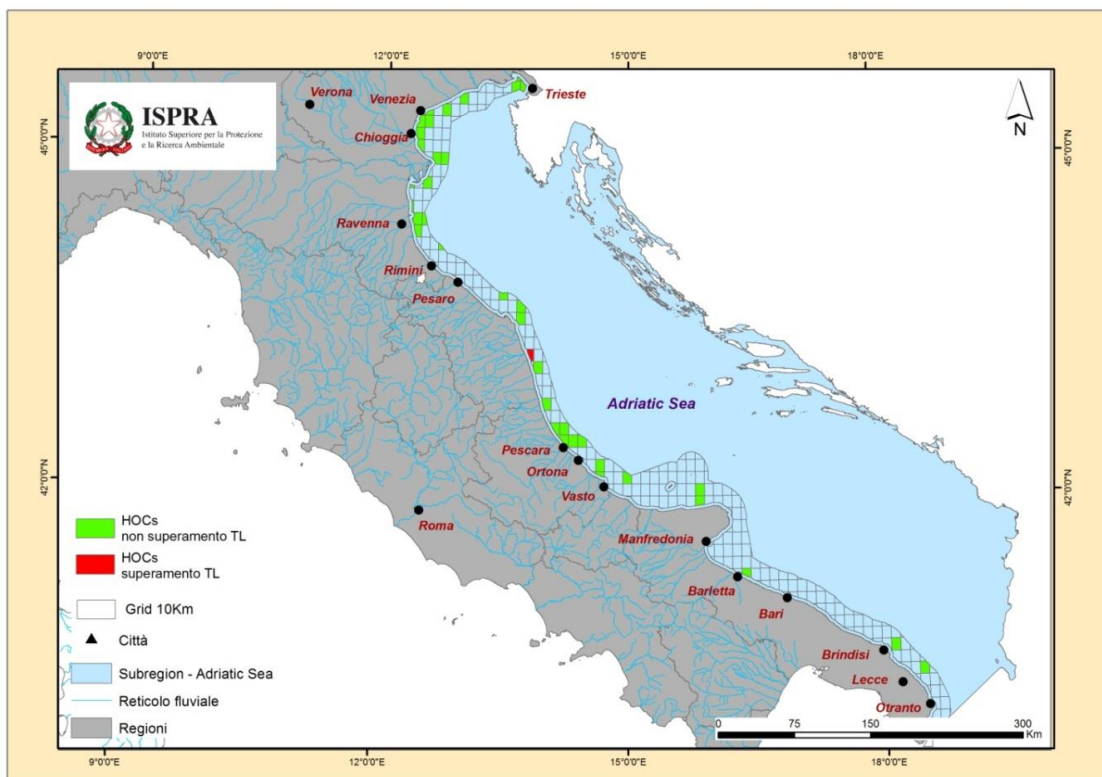 9°0'0"E 12°0'0"E 15°0'0"E 18°0'0"E
ISPRA
Istituto Superiore per la Protezione
e la Ricerca Ambientale
N
45°0'0"N
45°0'0"N
Verona
Venezia
Trieste
Chioggia
Ravenna
Rimini
Pesaro
Adriatic Sea
Pescara
Ortona
42°0'0"N
42°0'0"N
Vasto
Roma
Manfredonia
Barletta
Bari
Brindisi
Lecce
Otranto
HOCs
non superamento TL
HOCs
superamento TL
Grid 10Km
Città
Subregion - Adriatic Sea
Reticolo fluviale
Regioni
0 75 150 300
Km
9°0'0"E 12°0'0"E 15°0'0"E 18°0'0"E